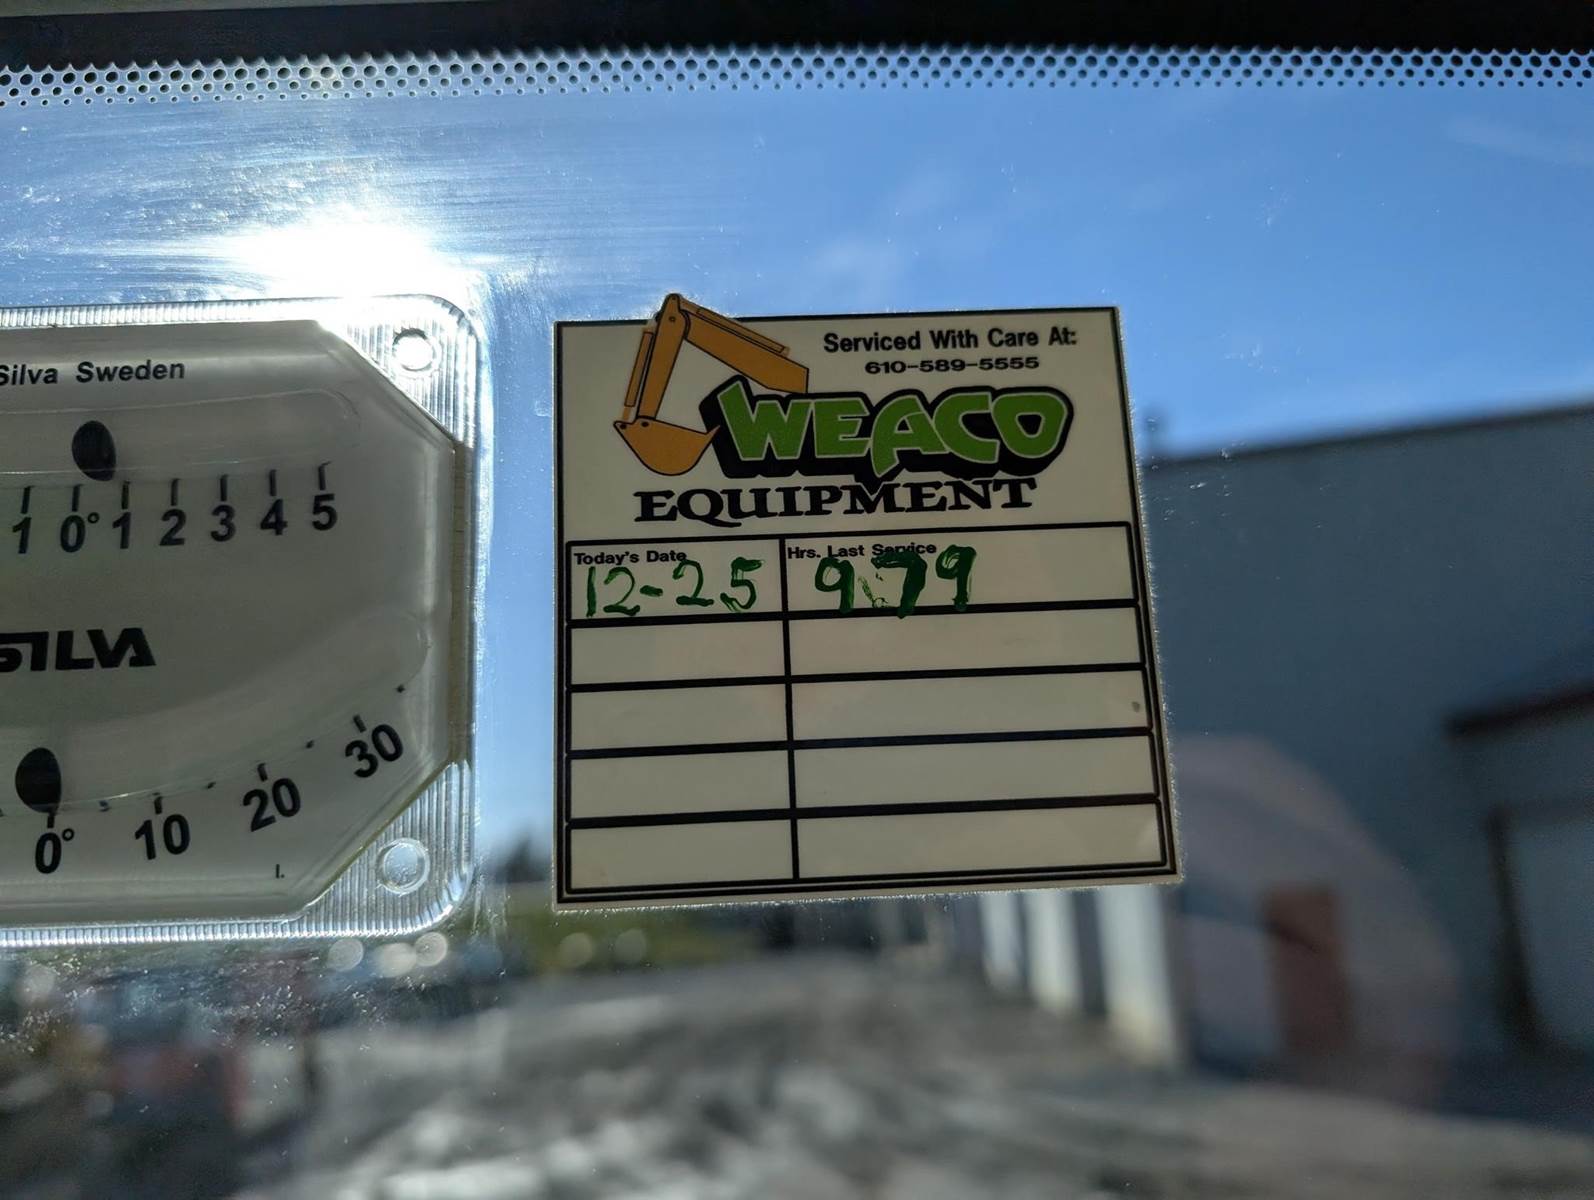 Silva Sweden
1 0° 1 2 3 4 5
SILVA
0° 10 20 30
Serviced With Care At:
610-589-5555
WEACO
EQUIPMENT
Today's Date Hrs. Last Service
12-25 9.79